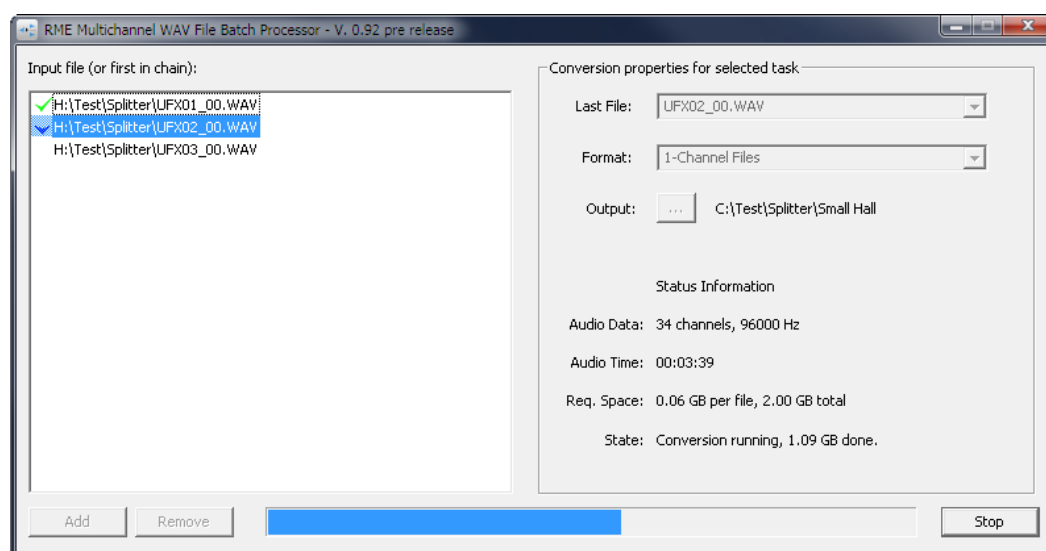 RME Multichannel WAV File Batch Processor - V. 0.92 pre release
Input file (or first in chain):
H:\Test\Splitter\UFX01_00.WAV
H:\Test\Splitter\UFX02_00.WAV
H:\Test\Splitter\UFX03_00.WAV
Conversion properties for selected task
Last File: UFX02_00.WAV
Format: 1-Channel Files
Output: ... C:\Test\Splitter\Small Hall
Status Information
Audio Data: 34 channels, 96000 Hz
Audio Time: 00:03:39
Req. Space: 0.06 GB per file, 2.00 GB total
State: Conversion running, 1.09 GB done.
Add Remove Stop